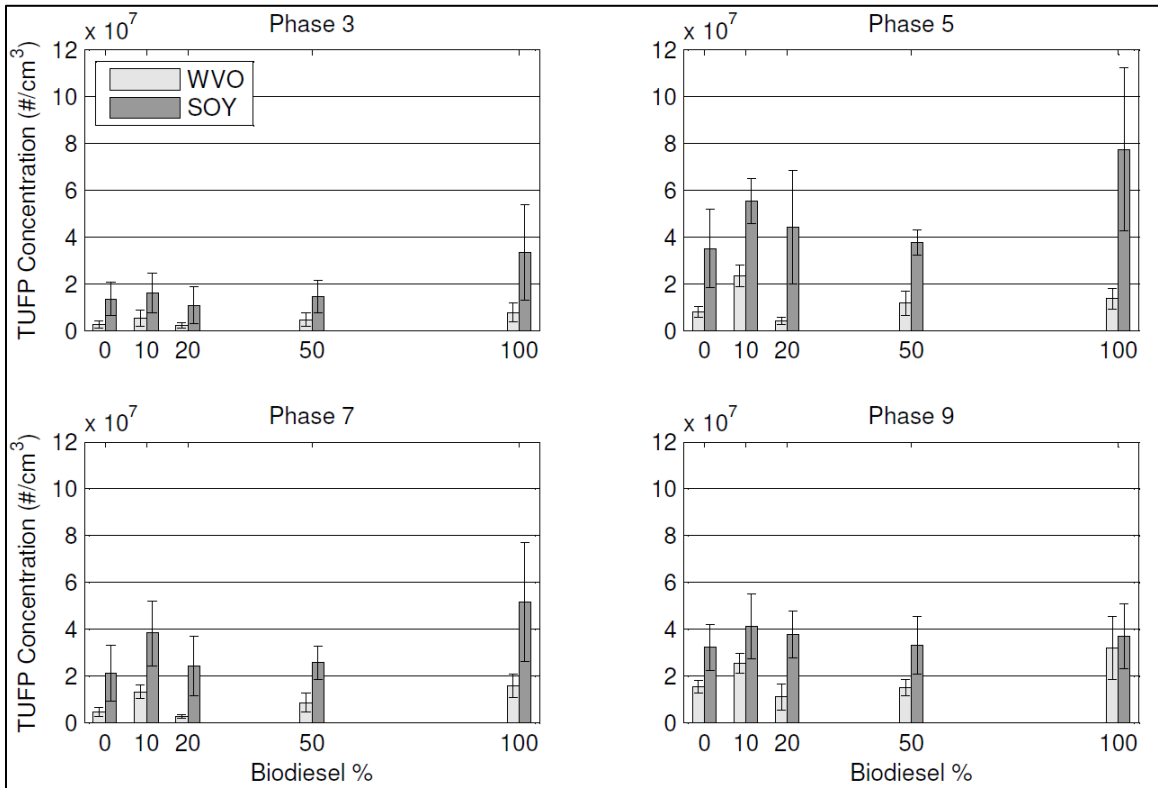 Phase 3
x 10^7
TUFP Concentration (#/cm^3)
12
10
8
6
4
2
0
WVO
SOY
0 10 20 50 100
Phase 5
x 10^7
12
10
8
6
4
2
0
0 10 20 50 100
Phase 7
x 10^7
TUFP Concentration (#/cm^3)
12
10
8
6
4
2
0
0 10 20 50 100
Biodiesel %
Phase 9
x 10^7
12
10
8
6
4
2
0
0 10 20 50 100
Biodiesel %